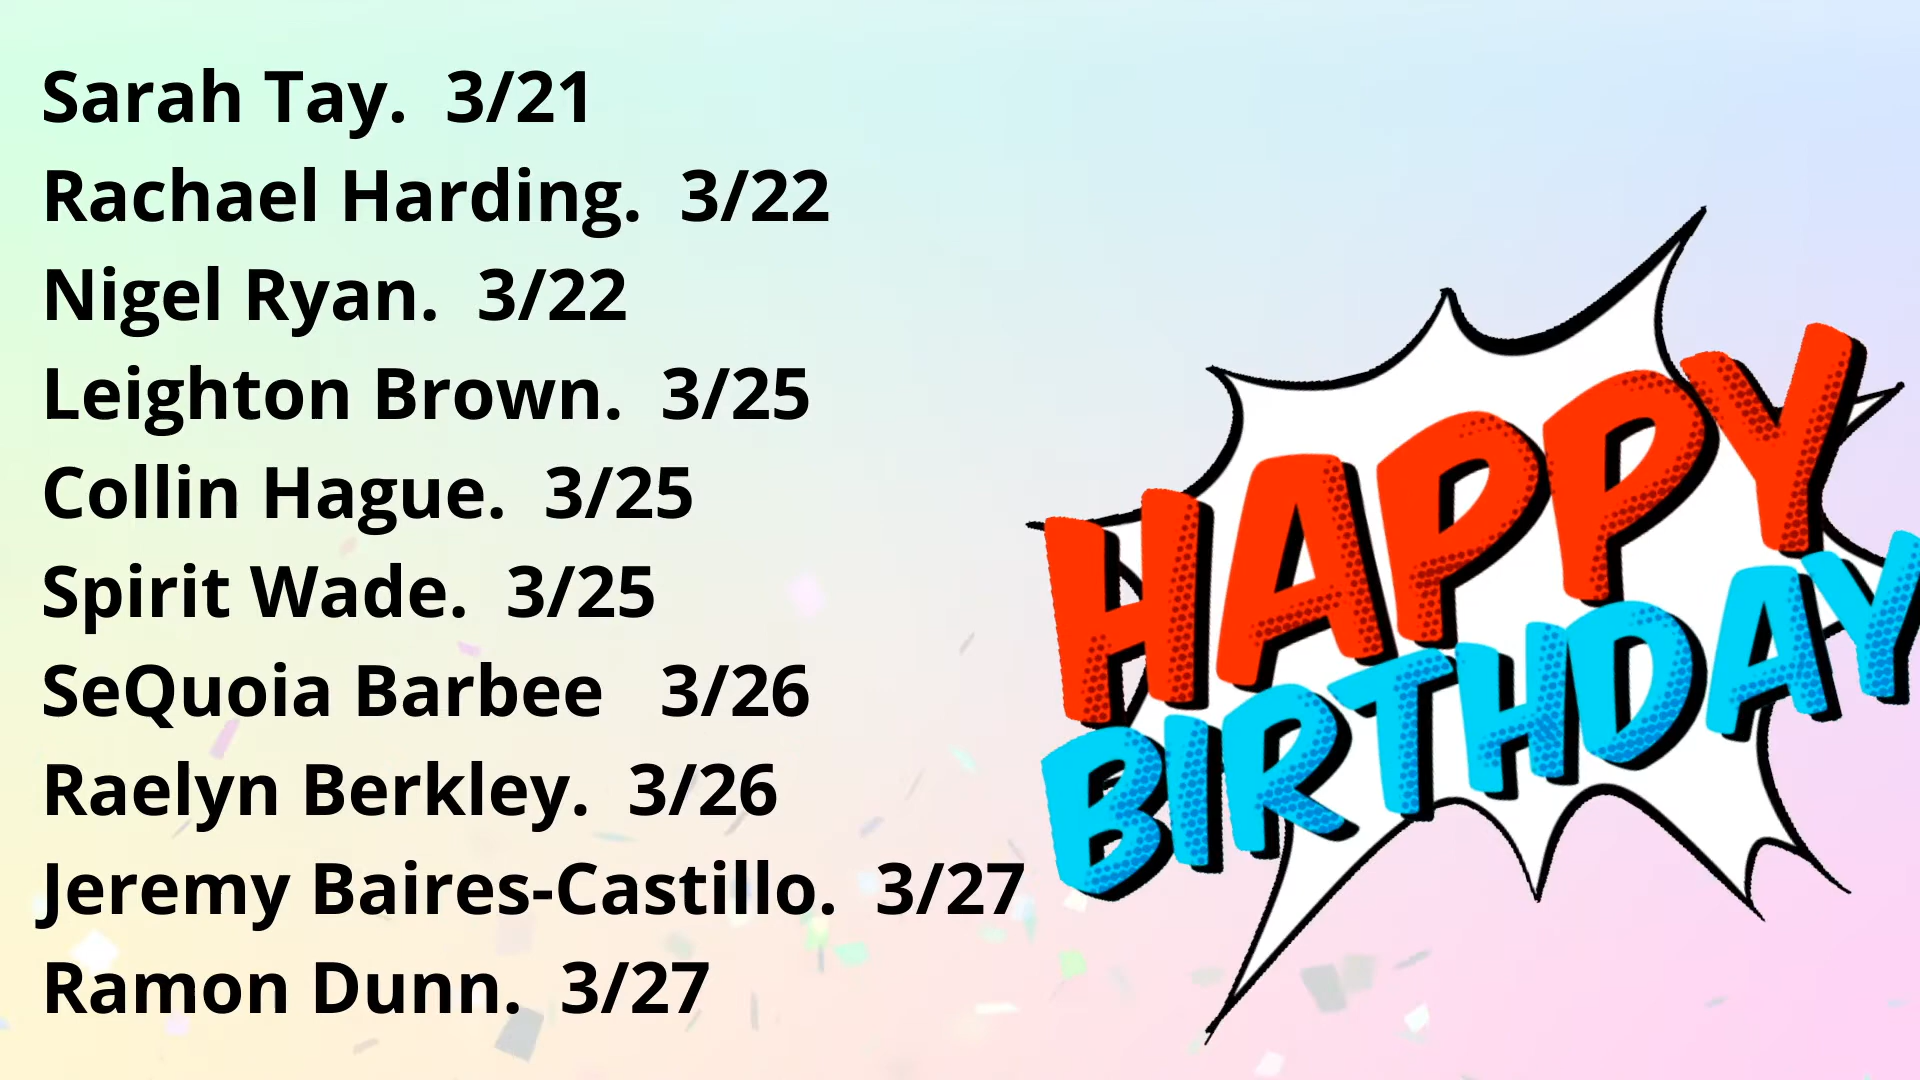 Sarah Tay.  3/21
Rachael Harding.  3/22
Nigel Ryan.  3/22
Leighton Brown.  3/25
Collin Hague.  3/25
Spirit Wade.  3/25
SeQuoia Barbee   3/26
Raelyn Berkley.  3/26
Jeremy Baires-Castillo.  3/27
Ramon Dunn.  3/27
HAPPY
BIRTHDAY